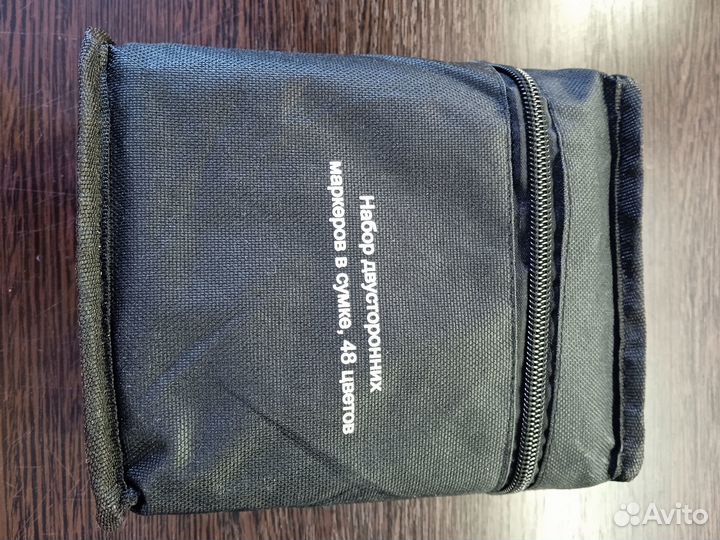 Набор двусторонних
маркеров в сумке, 48 цветов
Avito